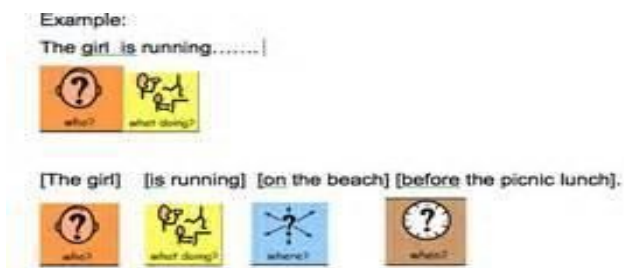 Example:
The girl is running.......|
who? what doing?
[The girl] [is running] [on the beach] [before the picnic lunch].
who? what doing? where? when?